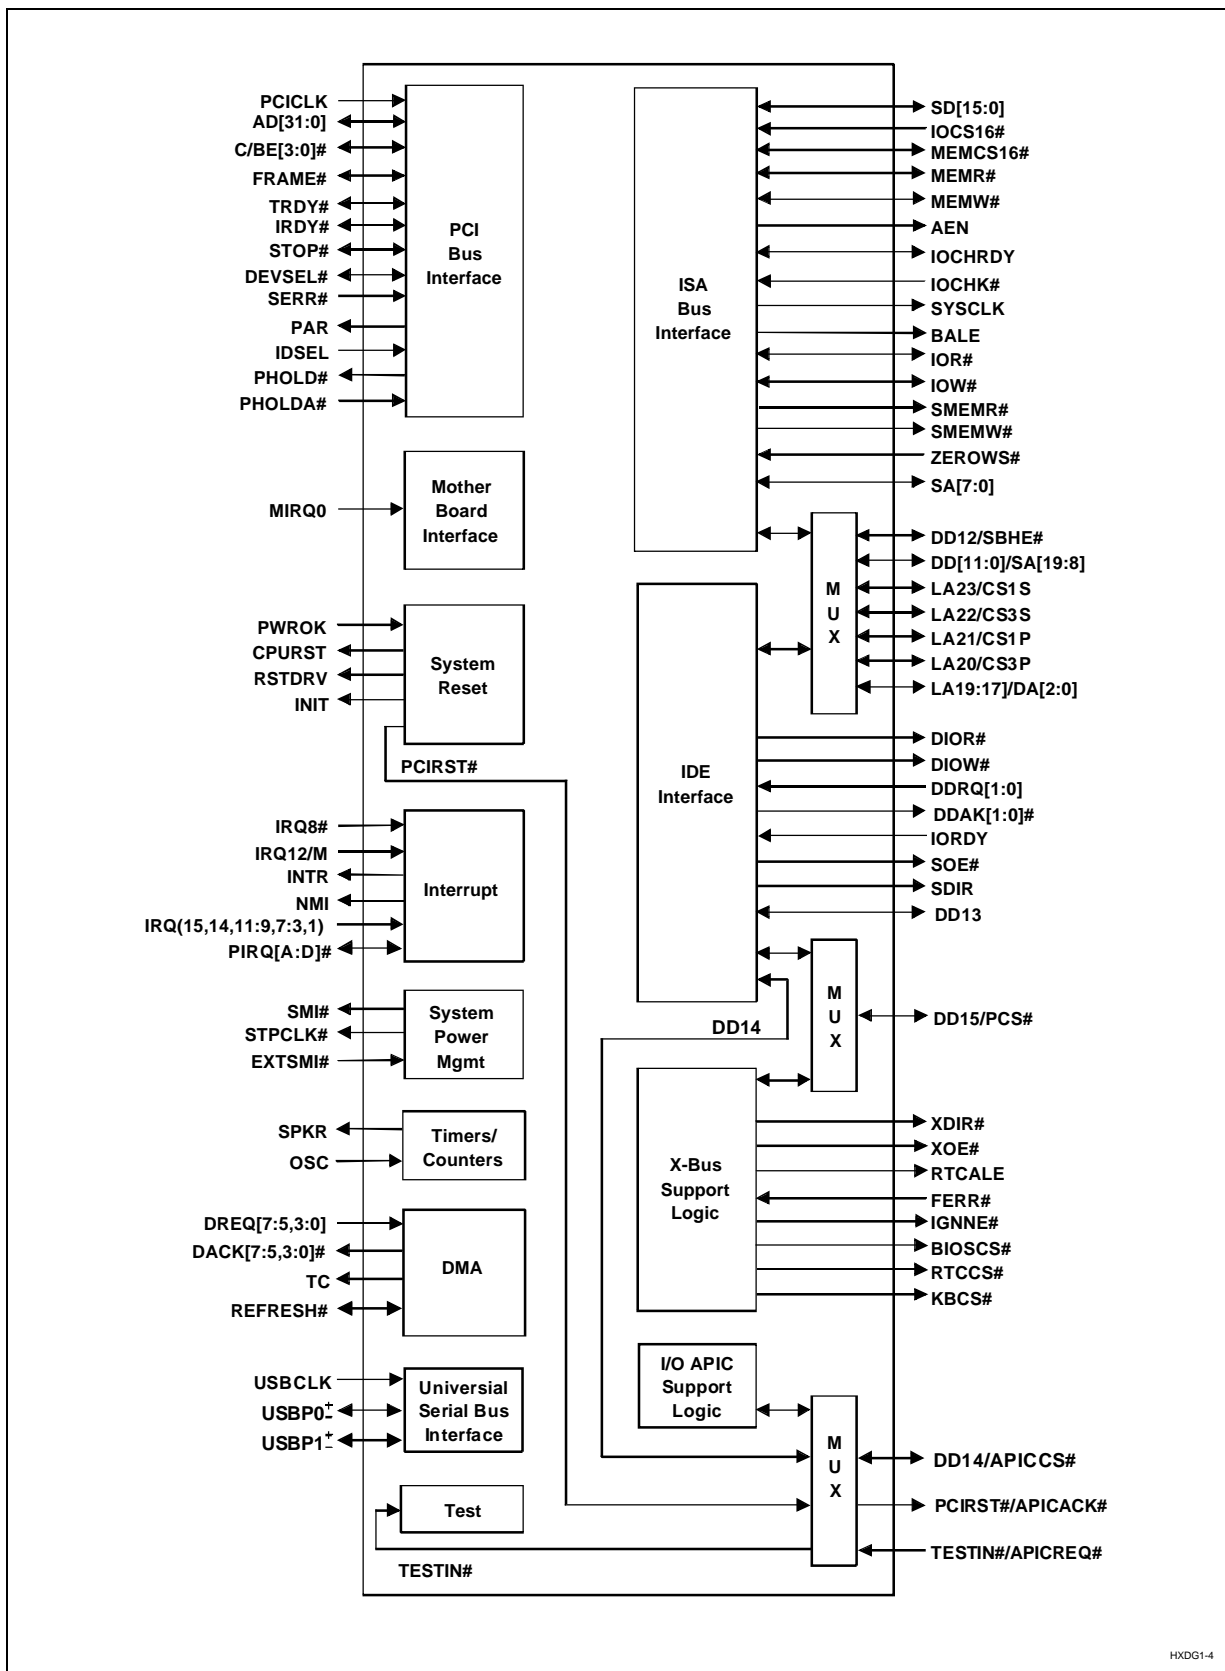 PCICLK
AD[31:0]
C/BE[3:0]#
FRAME#
TRDY#
IRDY#
STOP#
DEVSEL#
SERR#
PAR
IDSEL
PHOLD#
PHOLDA#
PCI
Bus
Interface
MIRQ0
Mother
Board
Interface
PWROK
CPURST
RSTDRV
INIT
System
Reset
PCIRST#
IRQ8#
IRQ12/M
INTR
NMI
IRQ(15,14,11:9,7:3,1)
PIRQ[A:D]#
Interrupt
SMI#
STPCLK#
EXTSMI#
System
Power
Mgmt
SPKR
OSC
Timers/
Counters
DREQ[7:5,3:0]
DACK[7:5,3:0]#
TC
REFRESH#
DMA
USBCLK
USBP0+-
USBP1+-
Universial
Serial Bus
Interface
Test
TESTIN#
ISA
Bus
Interface
SD[15:0]
IOCS16#
MEMCS16#
MEMR#
MEMW#
AEN
IOCHRDY
IOCHK#
SYSCLK
BALE
IOR#
IOW#
SMEMR#
SMEMW#
ZEROWS#
SA[7:0]
M
U
X
DD12/SBHE#
DD[11:0]/SA[19:8]
LA23/CS1S
LA22/CS3S
LA21/CS1P
LA20/CS3P
LA19:17]/DA[2:0]
IDE
Interface
DIOR#
DIOW#
DDRQ[1:0]
DDAK[1:0]#
IORDY
SOE#
SDIR
DD13
DD14
M
U
X
DD15/PCS#
X-Bus
Support
Logic
XDIR#
XOE#
RTCALE
FERR#
IGNNE#
BIOSCS#
RTCCS#
KBCS#
I/O APIC
Support
Logic
M
U
X
DD14/APICCS#
PCIRST#/APICACK#
TESTIN#/APICREQ#
HXDG1-4